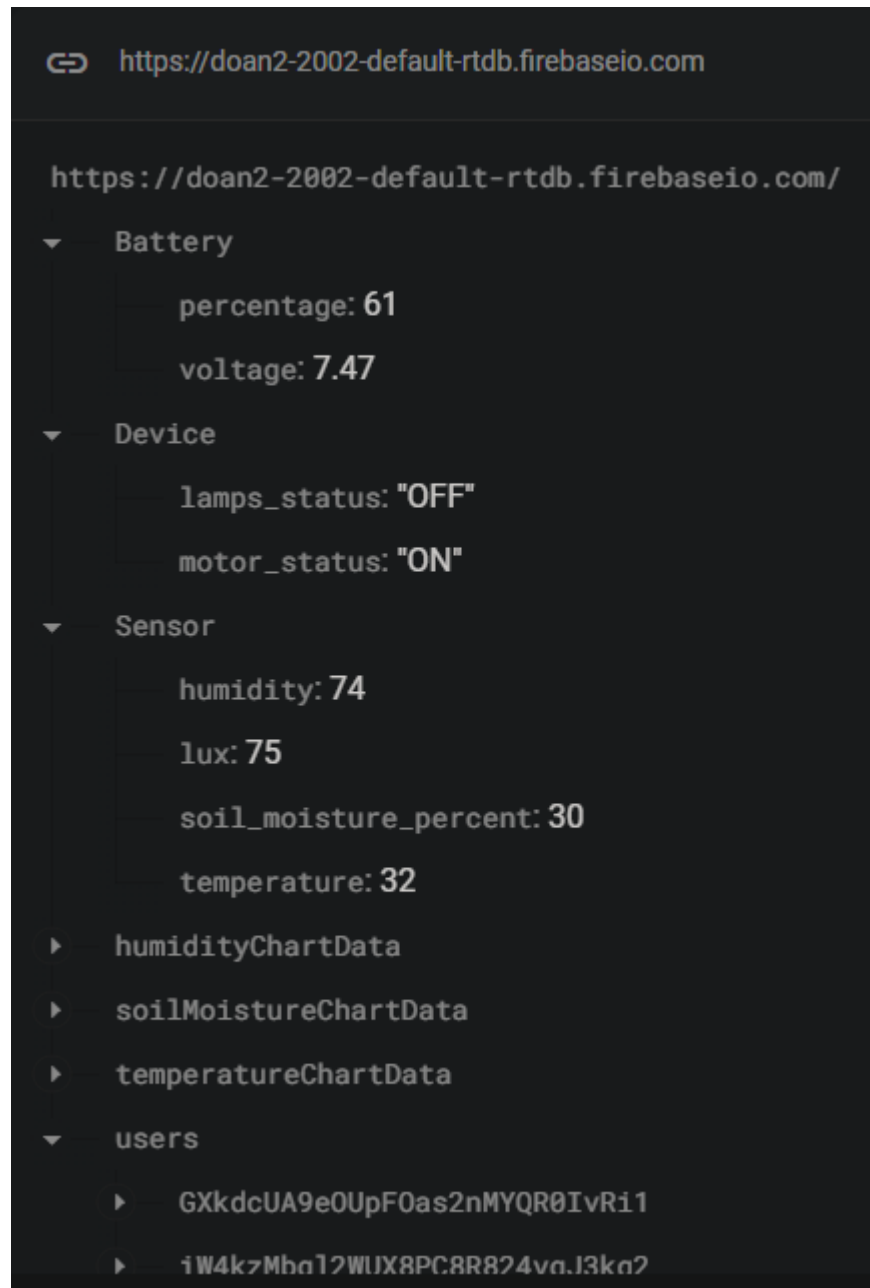 https://doan2-2002-default-rtdb.firebaseio.com
https://doan2-2002-default-rtdb.firebaseio.com/
Battery
percentage: 61
voltage: 7.47
Device
lamps_status: "OFF"
motor_status: "ON"
Sensor
humidity: 74
lux: 75
soil_moisture_percent: 30
temperature: 32
humidityChartData
soilMoistureChartData
temperatureChartData
users
GXkdcUA9eOUpFOas2nMYQR0IvRi1